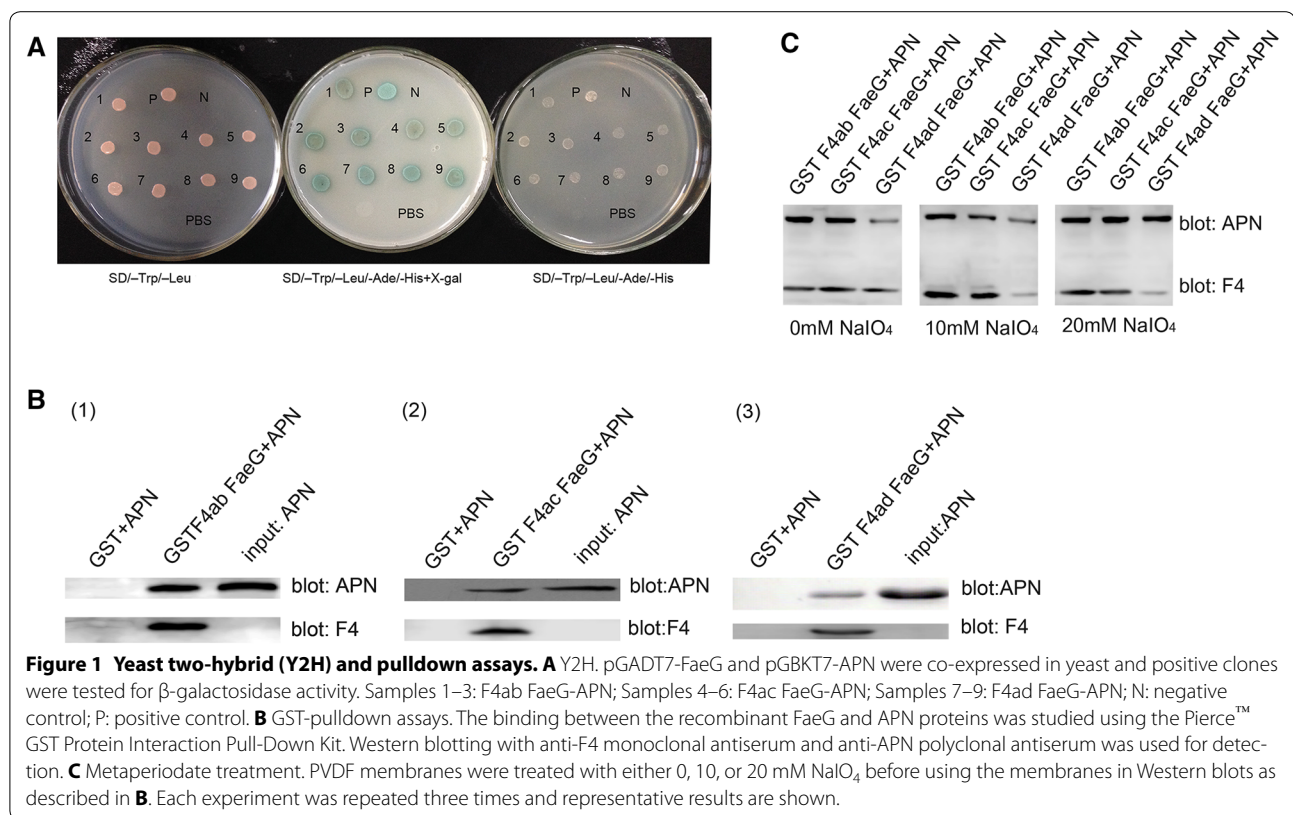 A
1 P N
2 3 4 5
6 7 8 9
PBS
SD/–Trp/–Leu
1 P N
2 3 4 5
6 7 8 9
PBS
SD/–Trp/–Leu/-Ade/-His+X-gal
1 P N
2 3 4 5
6 7 8 9
PBS
SD/–Trp/–Leu/-Ade/-His
C
GST F4ab FaeG+APN
GST F4ac FaeG+APN
GST F4ad FaeG+APN
GST F4ab FaeG+APN
GST F4ac FaeG+APN
GST F4ad FaeG+APN
GST F4ab FaeG+APN
GST F4ac FaeG+APN
GST F4ad FaeG+APN
blot: APN
blot: F4
0mM NaIO4
10mM NaIO4
20mM NaIO4
B
(1)
GST+APN
GSTF4ab FaeG+APN
input: APN
blot: APN
blot: F4
(2)
GST+APN
GST F4ac FaeG+APN
input: APN
blot:APN
blot:F4
(3)
GST+APN
GST F4ad FaeG+APN
input:APN
blot:APN
blot: F4
Figure 1 Yeast two-hybrid (Y2H) and pulldown assays. A Y2H. pGADT7-FaeG and pGBKT7-APN were co-expressed in yeast and positive clones
were tested for β-galactosidase activity. Samples 1–3: F4ab FaeG-APN; Samples 4–6: F4ac FaeG-APN; Samples 7–9: F4ad FaeG-APN; N: negative
control; P: positive control. B GST-pulldown assays. The binding between the recombinant FaeG and APN proteins was studied using the Pierce™
GST Protein Interaction Pull-Down Kit. Western blotting with anti-F4 monoclonal antiserum and anti-APN polyclonal antiserum was used for detec-
tion. C Metaperiodate treatment. PVDF membranes were treated with either 0, 10, or 20 mM NaIO4 before using the membranes in Western blots as
described in B. Each experiment was repeated three times and representative results are shown.